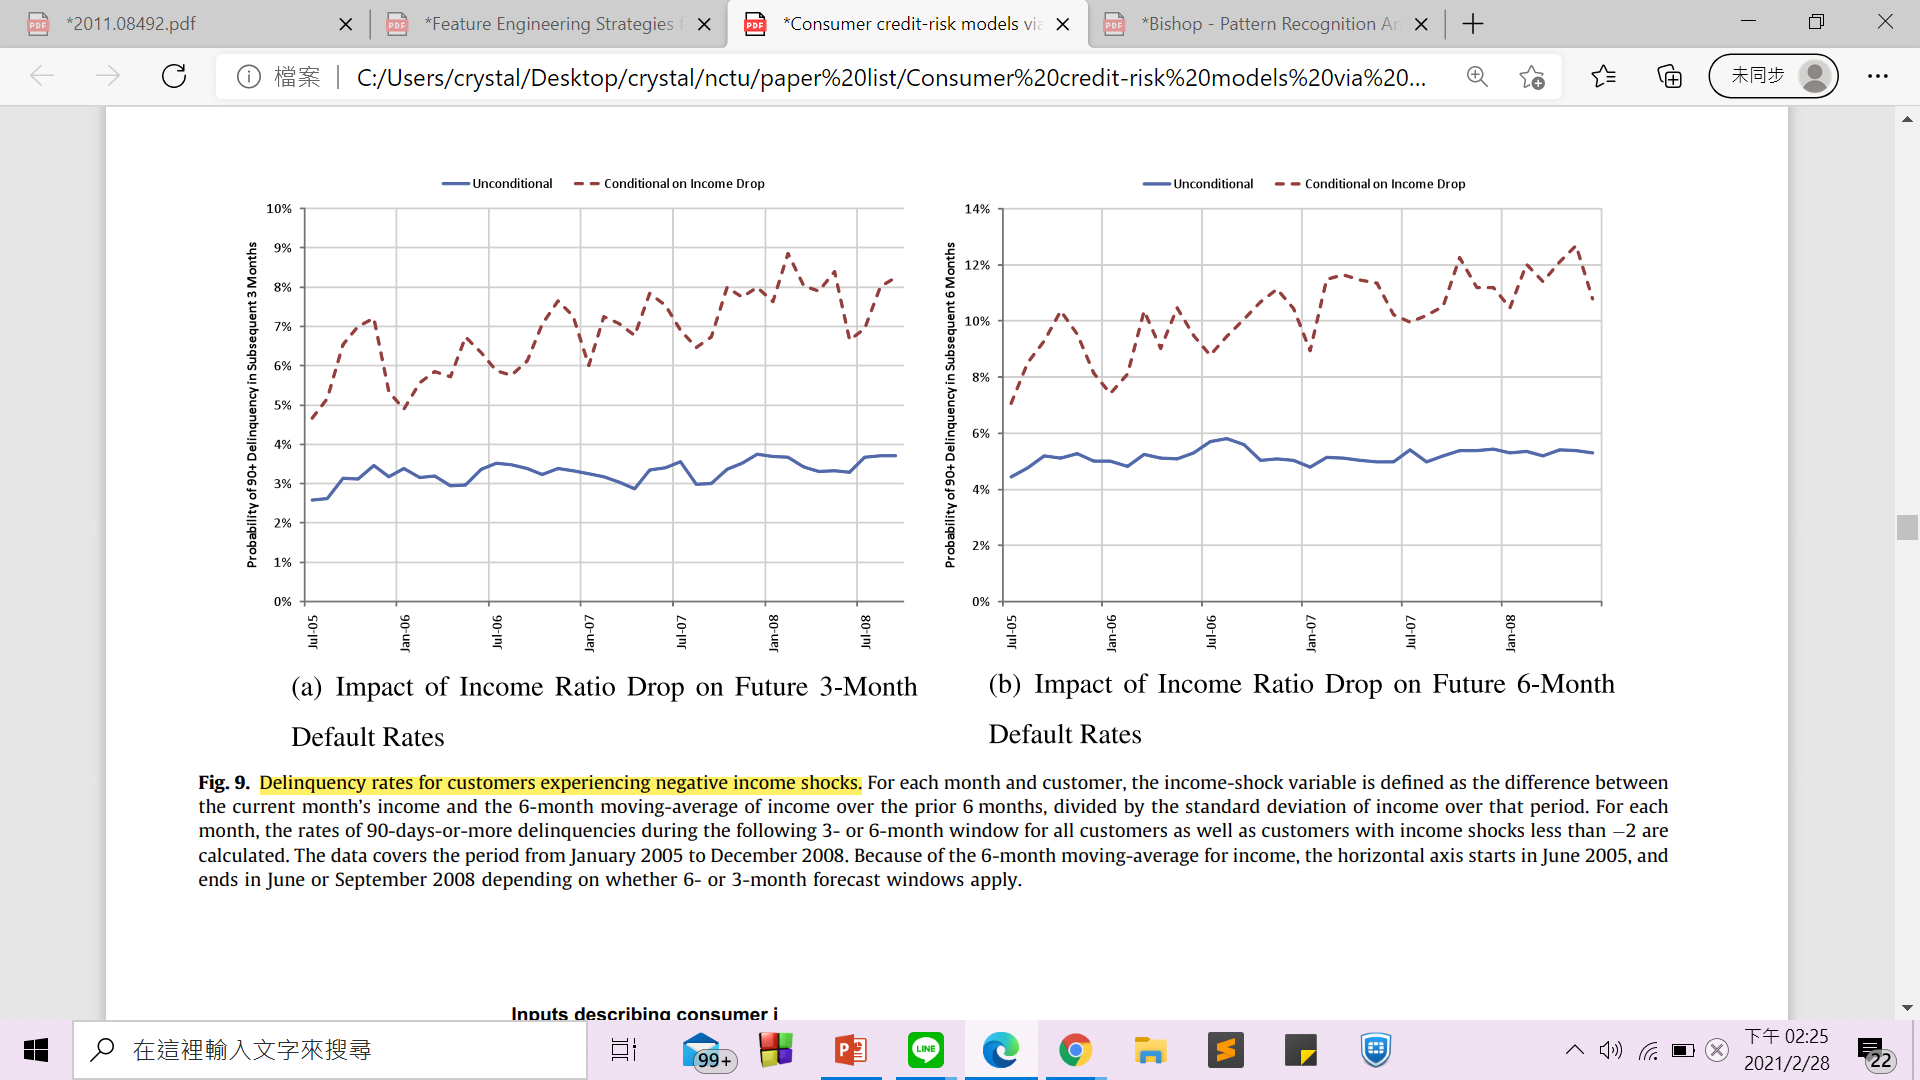 *2011.08492.pdf
*Feature Engineering Strategies f
*Consumer credit-risk models via
*Bishop - Pattern Recognition An
檔案
C:/Users/crystal/Desktop/crystal/nctu/paper%20list/Consumer%20credit-risk%20models%20via%20...
未同步
Unconditional
Conditional on Income Drop
Probability of 90+ Delinquency in Subsequent 3 Months
10%
9%
8%
7%
6%
5%
4%
3%
2%
1%
0%
Jul-05
Jan-06
Jul-06
Jan-07
Jul-07
Jan-08
Jul-08
(a) Impact of Income Ratio Drop on Future 3-Month
Default Rates
Unconditional
Conditional on Income Drop
Probability of 90+ Delinquency in Subsequent 6 Months
14%
12%
10%
8%
6%
4%
2%
0%
Jul-05
Jan-06
Jul-06
Jan-07
Jul-07
Jan-08
(b) Impact of Income Ratio Drop on Future 6-Month
Default Rates
Fig. 9. Delinquency rates for customers experiencing negative income shocks. For each month and customer, the income-shock variable is defined as the difference between
the current month's income and the 6-month moving-average of income over the prior 6 months, divided by the standard deviation of income over that period. For each
month, the rates of 90-days-or-more delinquencies during the following 3- or 6-month window for all customers as well as customers with income shocks less than −2 are
calculated. The data covers the period from January 2005 to December 2008. Because of the 6-month moving-average for income, the horizontal axis starts in June 2005, and
ends in June or September 2008 depending on whether 6- or 3-month forecast windows apply.
Inputs describing consumer i
在這裡輸入文字來搜尋
99+
LINE
下午 02:25
2021/2/28
22